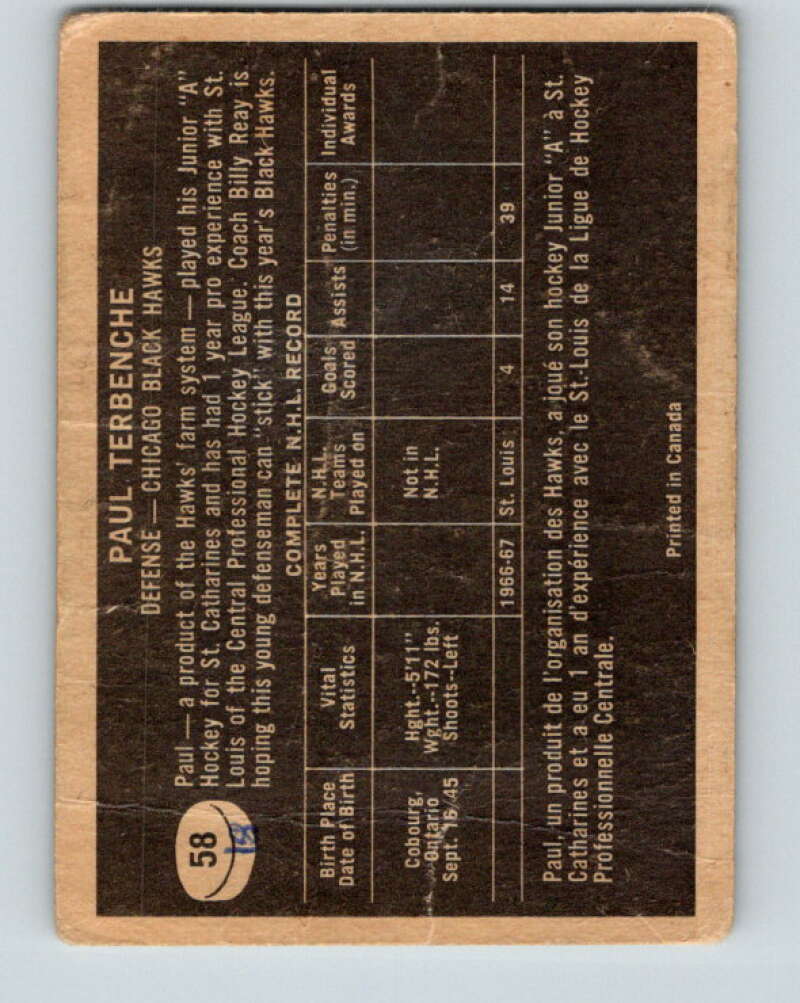 PAUL TERBENCHE
DEFENSE — CHICAGO BLACK HAWKS
58
18
Paul — a product of the Hawks' farm system — played his Junior "A"
Hockey for St. Catharines and has had 1 year pro experience with St.
Louis of the Central Professional Hockey League. Coach Billy Reay is
hoping this young defenseman can "stick" with this year's Black Hawks.
COMPLETE N.H.L. RECORD
Birth Place
Date of Birth
Vital
Statistics
Years
Played
in N.H.L.
N.H.L.
Teams
Played on
Goals
Scored
Assists
Penalties
(in min.)
Individual
Awards
Cobourg,
Ontario
Sept. 16/45
Hght.--5'11"
Wght.--172 lbs.
Shoots--Left
Not in
N.H.L.
1966-67
St. Louis
4
14
39
Paul, un produit de l'organisation des Hawks, a joué son hockey Junior "A" à St.
Catharines et a eu 1 an d'expérience avec le St.-Louis de la Ligue de Hockey
Professionnelle Centrale.
Printed in Canada